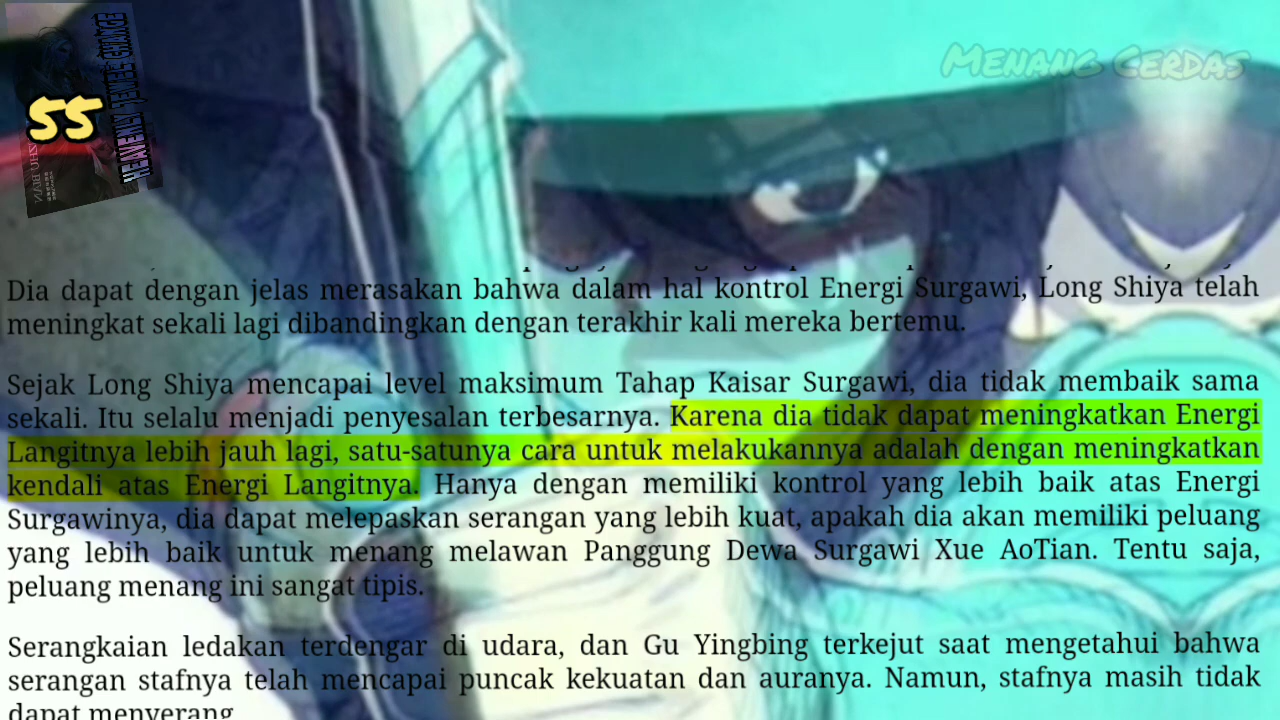 Menang Cerdas
HEAVENLY JEWEL CHANGE
55
Dia dapat dengan jelas merasakan bahwa dalam hal kontrol Energi Surgawi, Long Shiya telah
meningkat sekali lagi dibandingkan dengan terakhir kali mereka bertemu.
Sejak Long Shiya mencapai level maksimum Tahap Kaisar Surgawi, dia tidak membaik sama
sekali. Itu selalu menjadi penyesalan terbesarnya. Karena dia tidak dapat meningkatkan Energi
Langitnya lebih jauh lagi, satu-satunya cara untuk melakukannya adalah dengan meningkatkan
kendali atas Energi Langitnya. Hanya dengan memiliki kontrol yang lebih baik atas Energi
Surgawinya, dia dapat melepaskan serangan yang lebih kuat, apakah dia akan memiliki peluang
yang lebih baik untuk menang melawan Panggung Dewa Surgawi Xue AoTian. Tentu saja,
peluang menang ini sangat tipis.
Serangkaian ledakan terdengar di udara, dan Gu Yingbing terkejut saat mengetahui bahwa
serangan stafnya telah mencapai puncak kekuatan dan auranya. Namun, stafnya masih tidak
dapat menyerang